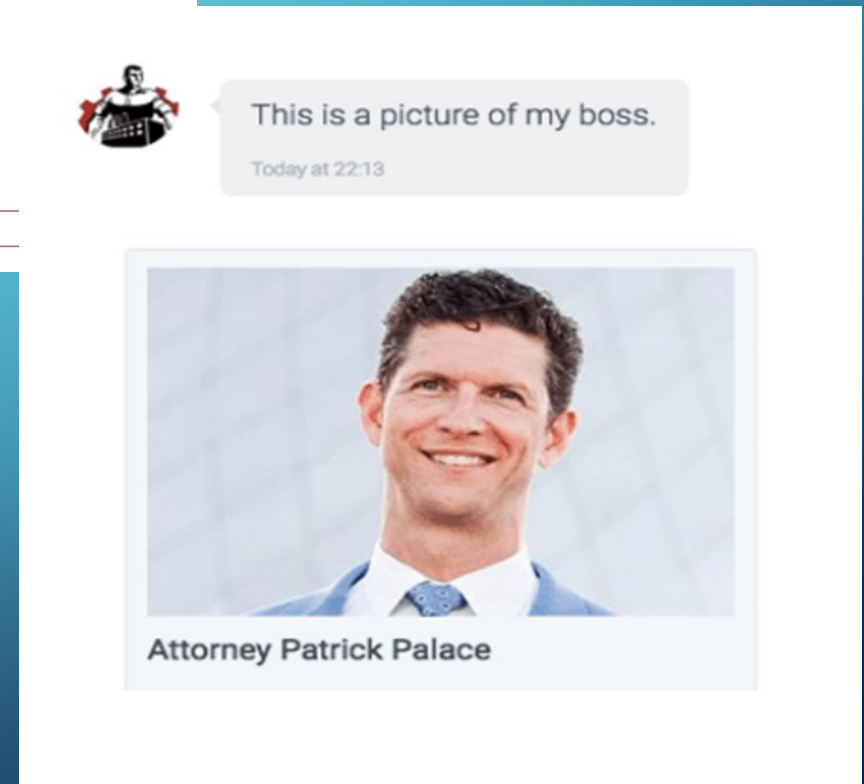 This is a picture of my boss.
Today at 22:13
Attorney Patrick Palace